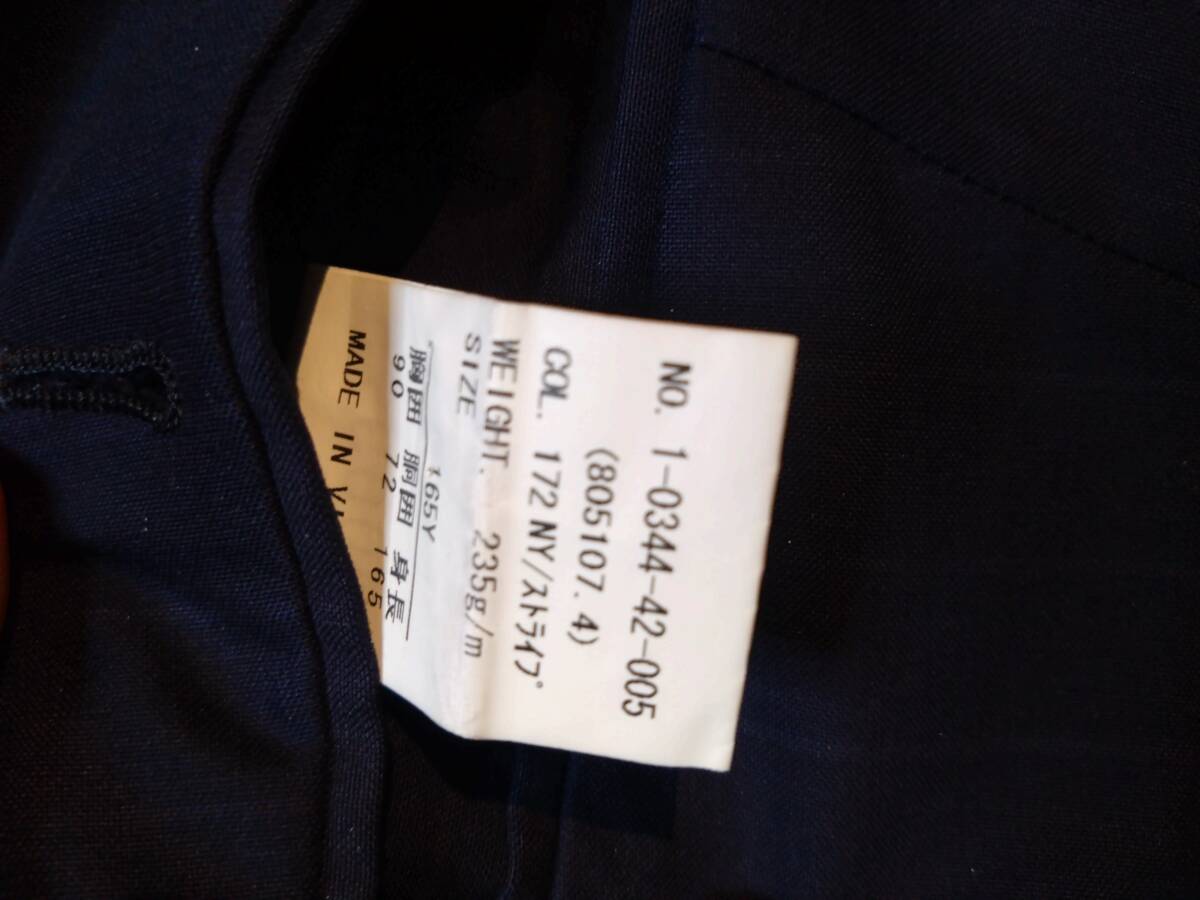 NO. 1-0344-42-005
(805107.4)
COL. 172 NY/ストライプ
WEIGHT. 235g/m
SIZE
165Y
胸囲 胴囲 身長
90 72 165
MADE IN